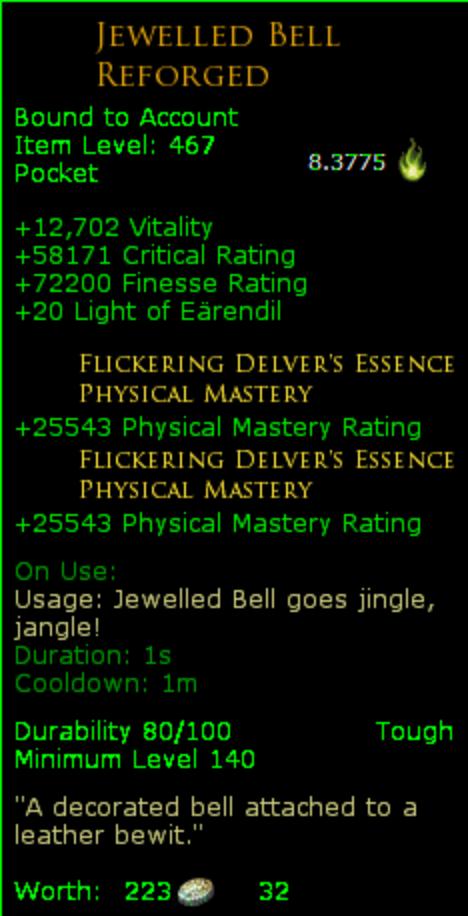 Jewelled Bell
Reforged
Bound to Account
Item Level: 467
8.3775
Pocket
+12,702 Vitality
+58171 Critical Rating
+72200 Finesse Rating
+20 Light of Eärendil
Flickering Delver's Essence
Physical Mastery
+25543 Physical Mastery Rating
Flickering Delver's Essence
Physical Mastery
+25543 Physical Mastery Rating
On Use:
Usage: Jewelled Bell goes jingle,
jangle!
Duration: 1s
Cooldown: 1m
Durability 80/100 Tough
Minimum Level 140
"A decorated bell attached to a
leather bewit."
Worth: 223 32